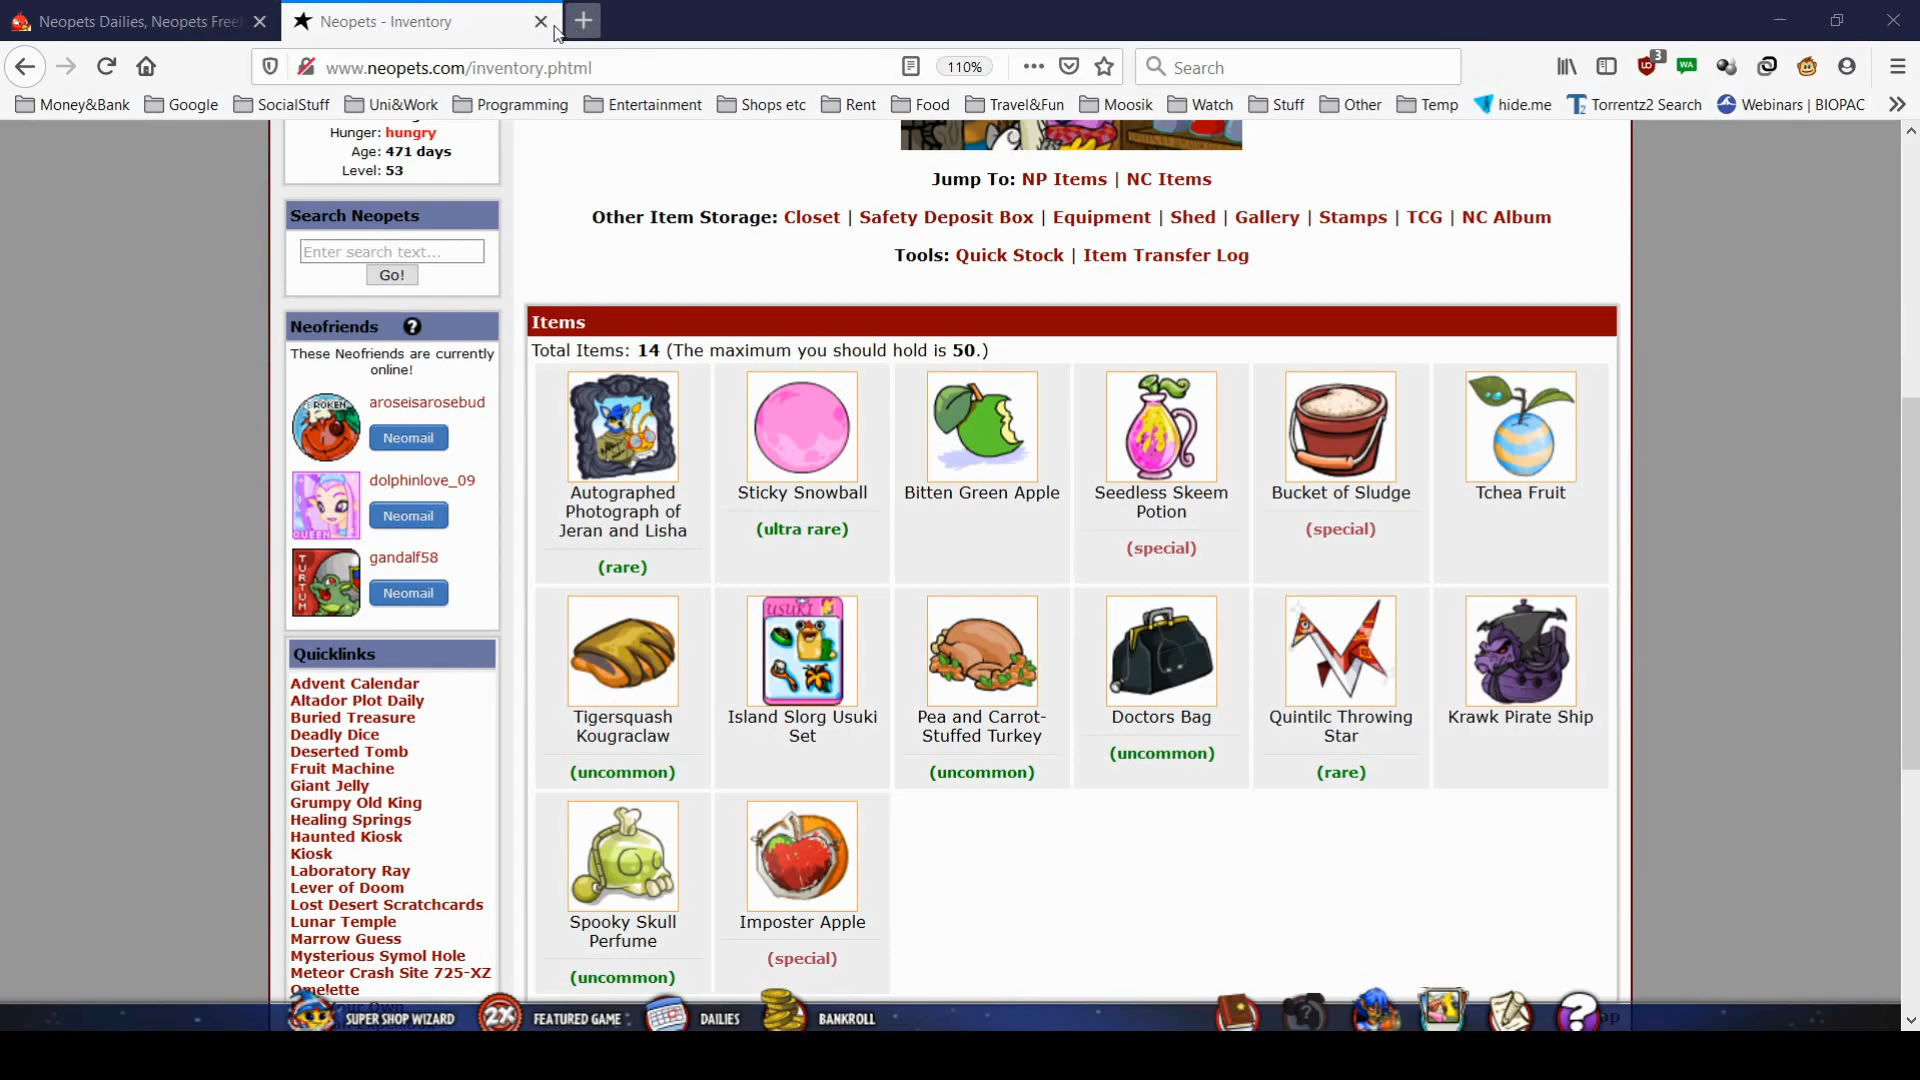 Neopets Dailies, Neopets Free
Neopets - Inventory
www.neopets.com/inventory.phtml
110%
Search
3
Money&Bank
Google
SocialStuff
Uni&Work
Programming
Entertainment
Shops etc
Rent
Food
Travel&Fun
Moosik
Watch
Stuff
Other
Temp
hide.me
Torrentz2 Search
Webinars | BIOPAC
Hunger: hungry
Age: 471 days
Level: 53
Search Neopets
Enter search text...
Go!
Neofriends
These Neofriends are currently
online!
aroseisarosebud
Neomail
dolphinlove_09
Neomail
QUEEN
gandalf58
Neomail
TURTUM
Quicklinks
Advent Calendar
Altador Plot Daily
Buried Treasure
Deadly Dice
Deserted Tomb
Fruit Machine
Giant Jelly
Grumpy Old King
Healing Springs
Haunted Kiosk
Kiosk
Laboratory Ray
Lever of Doom
Lost Desert Scratchcards
Lunar Temple
Marrow Guess
Mysterious Symol Hole
Meteor Crash Site 725-XZ
Omelette
Jump To: NP Items | NC Items
Other Item Storage: Closet | Safety Deposit Box | Equipment | Shed | Gallery | Stamps | TCG | NC Album
Tools: Quick Stock | Item Transfer Log
Items
Total Items: 14 (The maximum you should hold is 50.)
Autographed
Photograph of
Jeran and Lisha
(rare)
Sticky Snowball
(ultra rare)
Bitten Green Apple
Seedless Skeem
Potion
(special)
Bucket of Sludge
(special)
Tchea Fruit
Tigersquash
Kougraclaw
(uncommon)
USUKI
Island Slorg Usuki
Set
Pea and Carrot-
Stuffed Turkey
(uncommon)
Doctors Bag
(uncommon)
Quintilc Throwing
Star
(rare)
Krawk Pirate Ship
Spooky Skull
Perfume
(uncommon)
Imposter Apple
(special)
SUPER SHOP WIZARD
2X
FEATURED GAME
DAILIES
BANKROLL